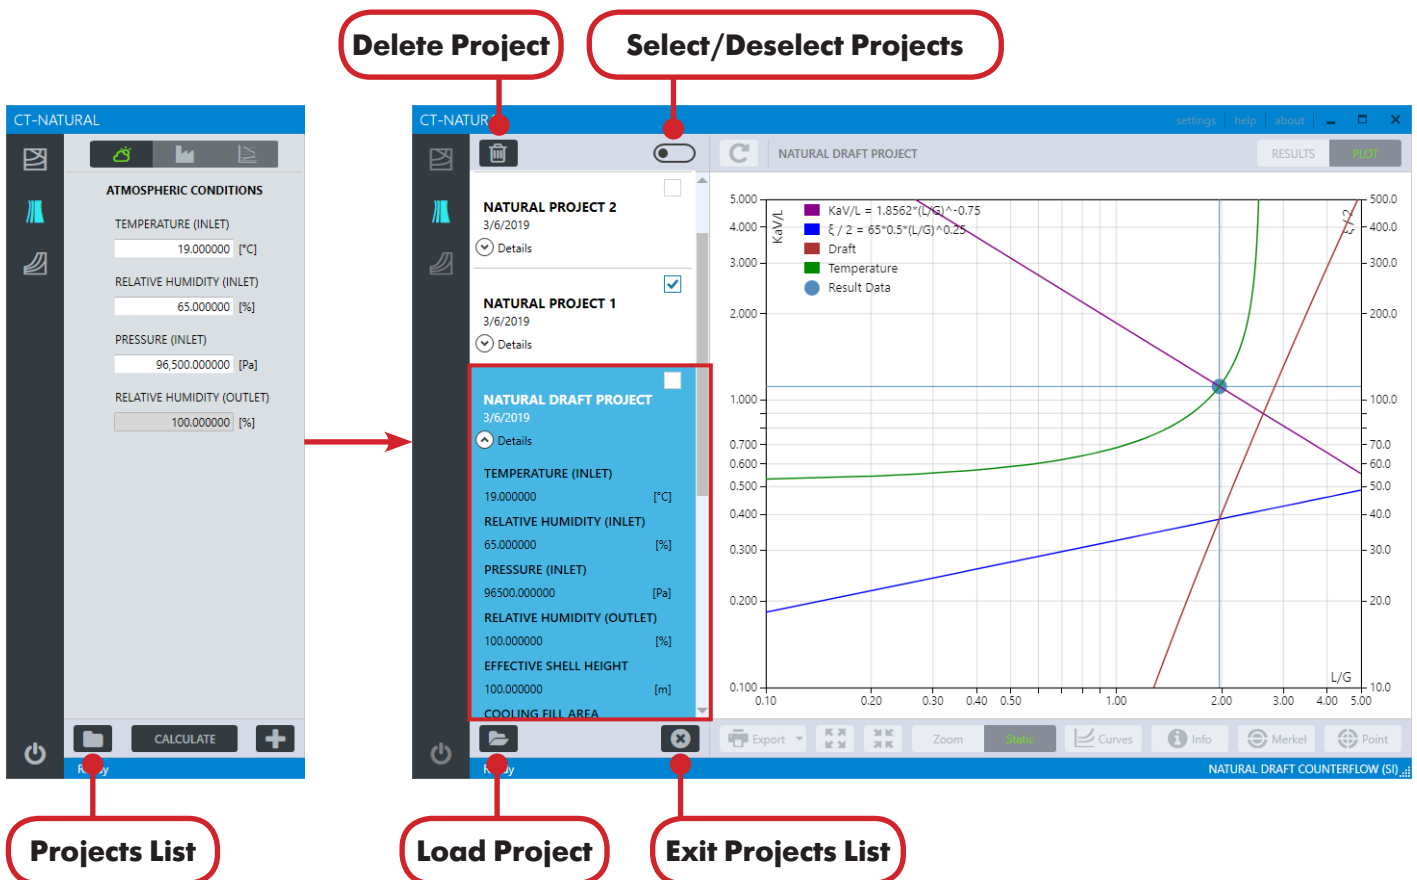 Delete Project
Select/Deselect Projects
CT-NATURAL
ATMOSPHERIC CONDITIONS
TEMPERATURE (INLET)
19.000000 [°C]
RELATIVE HUMIDITY (INLET)
65.000000 [%]
PRESSURE (INLET)
96,500.000000 [Pa]
RELATIVE HUMIDITY (OUTLET)
100.000000 [%]
CALCULATE
Projects List
CT-NATUR
settings help about
NATURAL PROJECT 2
3/6/2019
Details
NATURAL PROJECT 1
3/6/2019
Details
NATURAL DRAFT PROJECT
3/6/2019
Details
TEMPERATURE (INLET)
19.000000 [°C]
RELATIVE HUMIDITY (INLET)
65.000000 [%]
PRESSURE (INLET)
96500.000000 [Pa]
RELATIVE HUMIDITY (OUTLET)
100.000000 [%]
EFFECTIVE SHELL HEIGHT
100.000000 [m]
COOLING FILL AREA
NATURAL DRAFT PROJECT
RESULTS PLOT
KaV/L
KaV/L = 1.8562*(L/G)^-0.75
ξ / 2 = 65*0.5*(L/G)^0.25
Draft
Temperature
Result Data
ξ / 2
5.000 500.0
4.000 400.0
3.000 300.0
2.000 200.0
1.000 100.0
0.700 70.0
0.600 60.0
0.500 50.0
0.400 40.0
0.300 30.0
0.200 20.0
L/G
0.100 10.0
0.10 0.20 0.30 0.40 0.50 1.00 2.00 3.00 4.00 5.00
Export Zoom Static Curves Info Merkel Point
NATURAL DRAFT COUNTERFLOW (SI)
Load Project
Exit Projects List